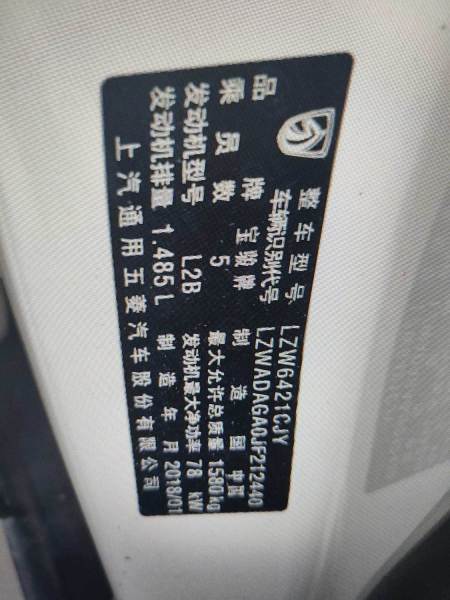 整车型号 LZW6421CJY
车辆识别代号 LZWADAGA0JF212440
品牌 宝骏牌 制造国 中国
乘员数 5 最大允许总质量 1580kg
发动机型号 L2B 发动机最大净功率 78 kW
发动机排量 1.485L 制造年月 2018/01
上汽通用五菱汽车股份有限公司